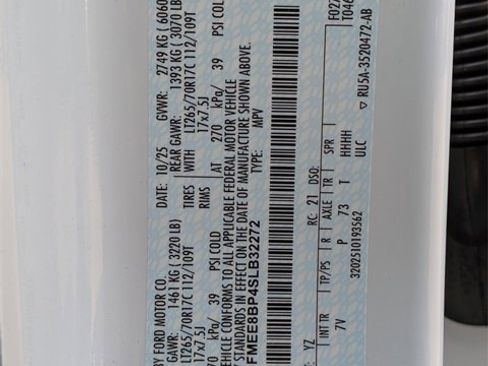 BY FORD MOTOR CO.
DATE: 10/25 GVWR: 2749 KG ( 6060
GAWR: 1461 KG ( 3220 LB) REAR GAWR: 1392 KG ( 3070 LB
LT265/70R17C 112/109T TIRES LT265/70R17C 112/109T
17x7.5J WITH RIMS 17x7.5J
kPa/ 39 PSI COLD AT 270 kPa/ 39 PSI COLD
VEHICLE CONFORMS TO ALL APPLICABLE FEDERAL MOTOR VEHICLE
STANDARDS IN EFFECT ON THE DATE OF MANUFACTURE SHOWN ABOVE.
FMEE8BP4SLB32272 TYPE: MPV
YZ RC: 21 DSO:
INT TR TP/PS R AXLE TR SPR
7V P 73 T HHHH
3202510193562 ULC
▽ RU5A-3520472-AB